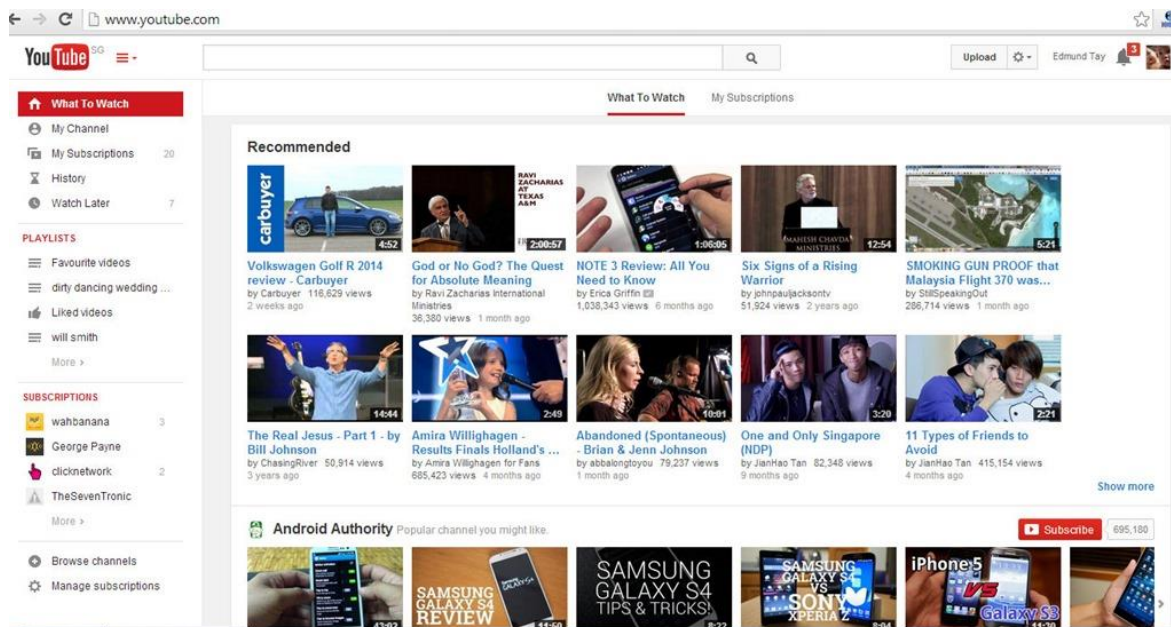 www.youtube.com
YouTube SG
Upload
Edmund Tay
3
What To Watch
My Channel
My Subscriptions 20
History
Watch Later 7
PLAYLISTS
Favourite videos
dirty dancing wedding ...
Liked videos
will smith
More >
SUBSCRIPTIONS
wahbanana 3
George Payne
clicknetwork 2
TheSevenTronic
More >
Browse channels
Manage subscriptions
What To Watch My Subscriptions
Recommended
carbuyer
4:52
Volkswagen Golf R 2014
review - Carbuyer
by Carbuyer 116,629 views
2 weeks ago
RAVI
ZACHARIAS
AT
TEXAS
A&M
2:00:57
God or No God? The Quest
for Absolute Meaning
by Ravi Zacharias International
Ministries
36,380 views 1 month ago
1:06:05
NOTE 3 Review: All You
Need to Know
by Erica Griffin
1,038,343 views 6 months ago
MAHESH CHAVDA
MINISTRIES
12:54
Six Signs of a Rising
Warrior
by johnpauljacksontv
51,924 views 2 years ago
5:21
SMOKING GUN PROOF that
Malaysia Flight 370 was...
by StillSpeakingOut
286,714 views 1 month ago
14:44
The Real Jesus - Part 1 - by
Bill Johnson
by ChasingRiver 50,914 views
3 years ago
2:49
Amira Willighagen -
Results Finals Holland's ...
by Amira Willighagen for Fans
685,423 views 4 months ago
10:01
Abandoned (Spontaneous)
- Brian & Jenn Johnson
by abbalongtoyou 79,237 views
1 month ago
3:20
One and Only Singapore
(NDP)
by JianHao Tan 82,348 views
9 months ago
2:21
11 Types of Friends to
Avoid
by JianHao Tan 415,154 views
4 months ago
Show more
Android Authority Popular channel you might like.
Subscribe 695,180
43:02
SAMSUNG
GALAXY S4
REVIEW
11:50
SAMSUNG
GALAXY S4
TIPS & TRICKS!
8:22
SAMSUNG
GALAXY S4
VS
SONY
XPERIA Z
8:04
iPhone 5
VS
Galaxy S3
11:30